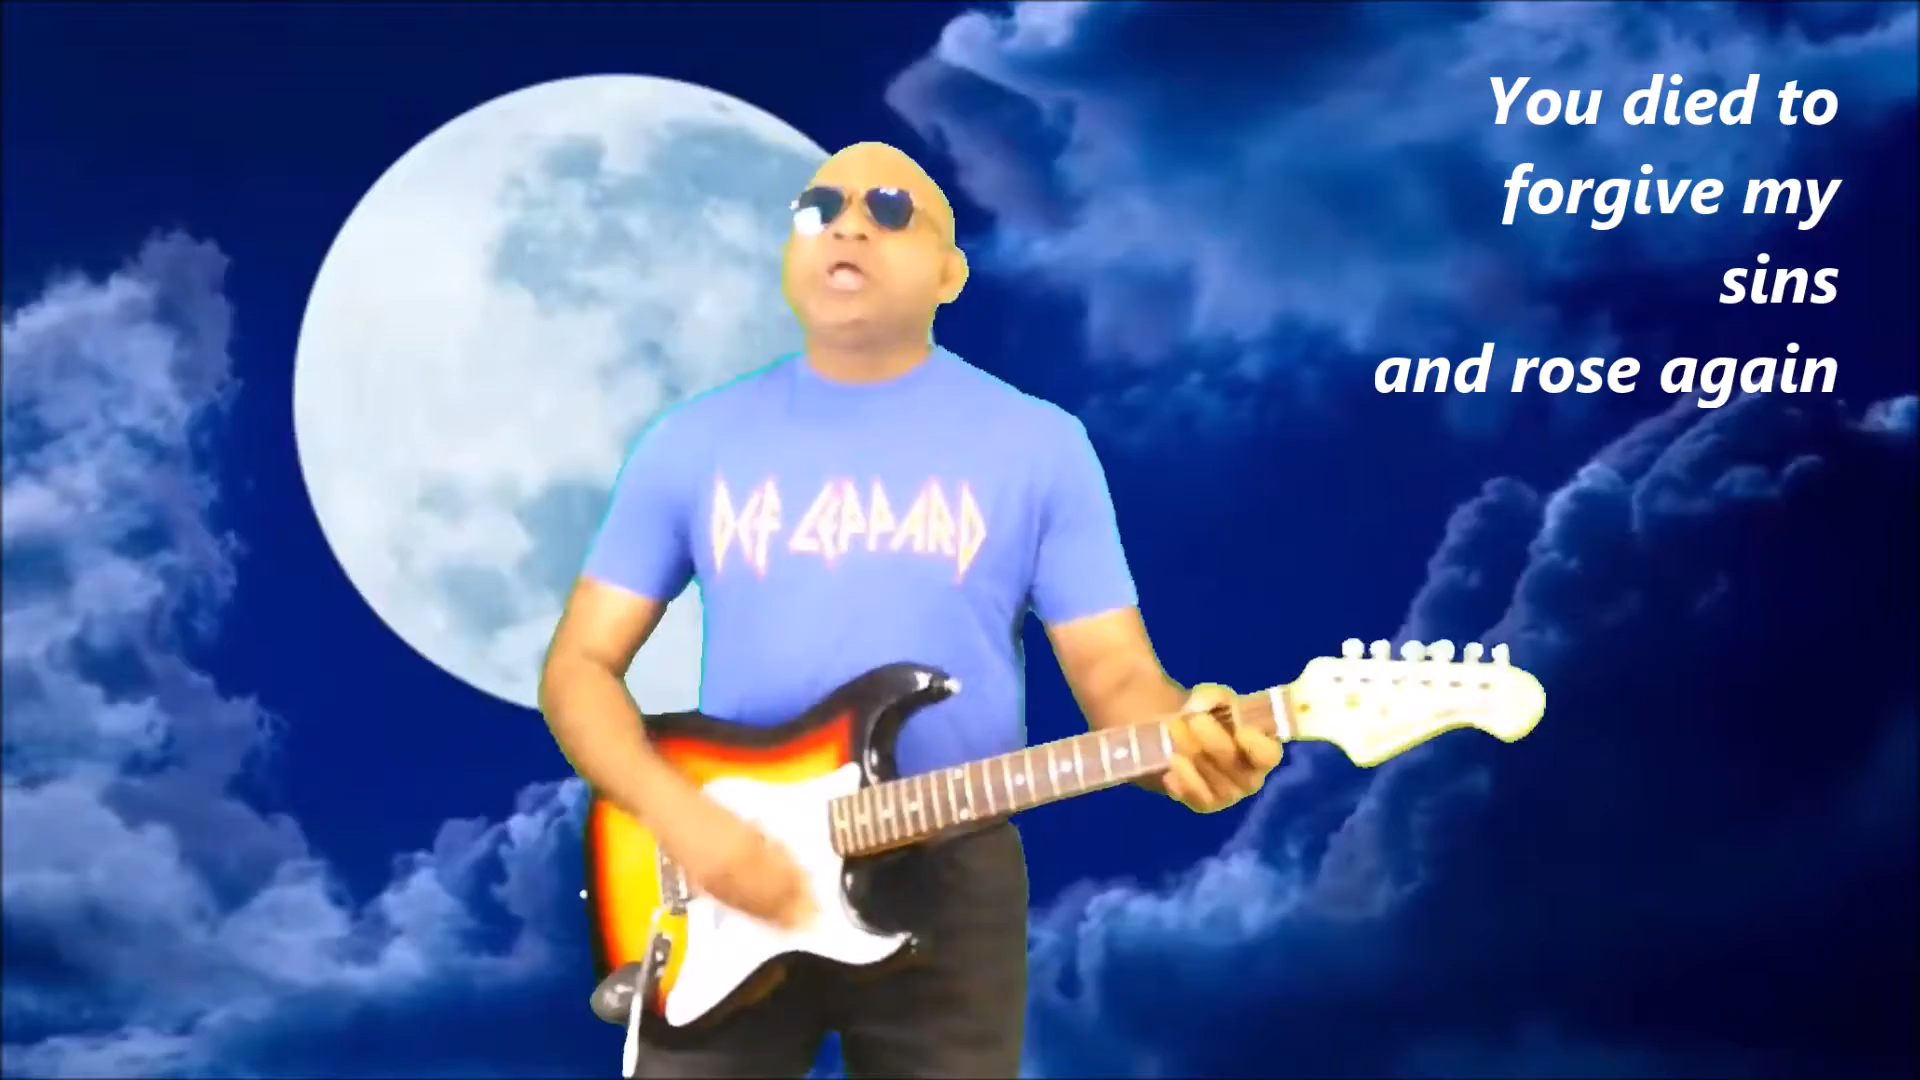 You died to
forgive my
sins
and rose again
DEF LEPPARD